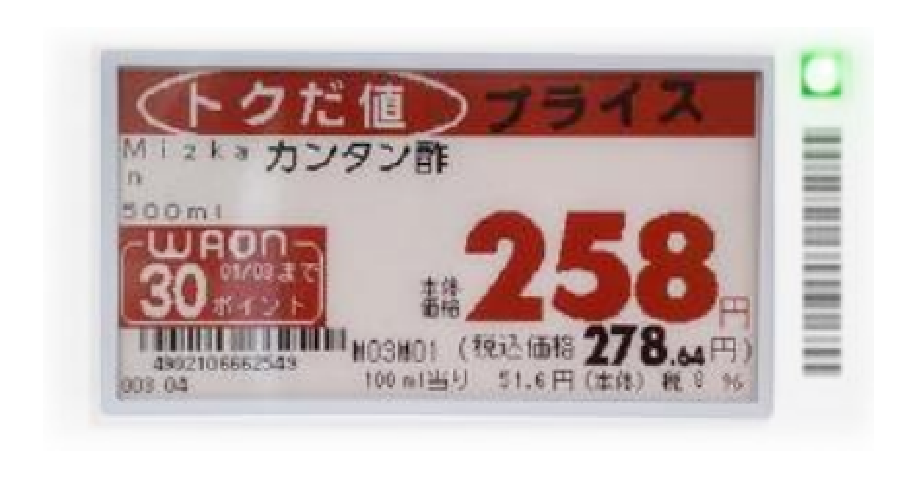 トクだ値 プライス
Mizka カンタン酢
n
500ml
WAON
30 01/03まで
ポイント
本体
価格 258円
4902106662549
M03M01 (税込価格 278.64円)
003 04
100ml当り 51.6円(本体) 税 8 %